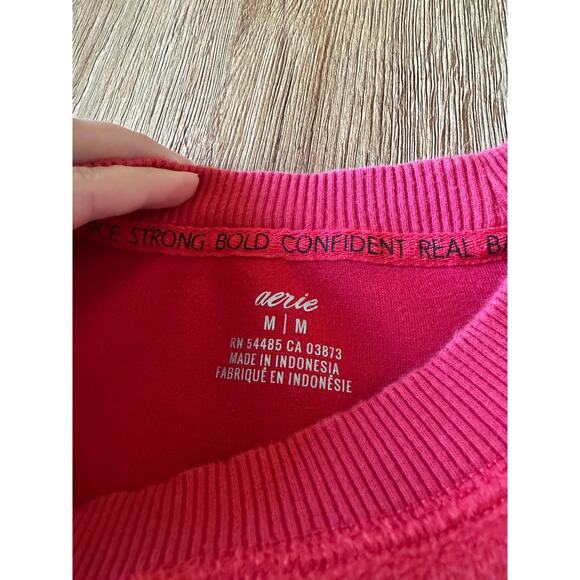 STRONG BOLD CONFIDENT REAL
aerie
M | M
RN 54485 CA 03873
MADE IN INDONESIA
FABRIQUÉ EN INDONÉSIE